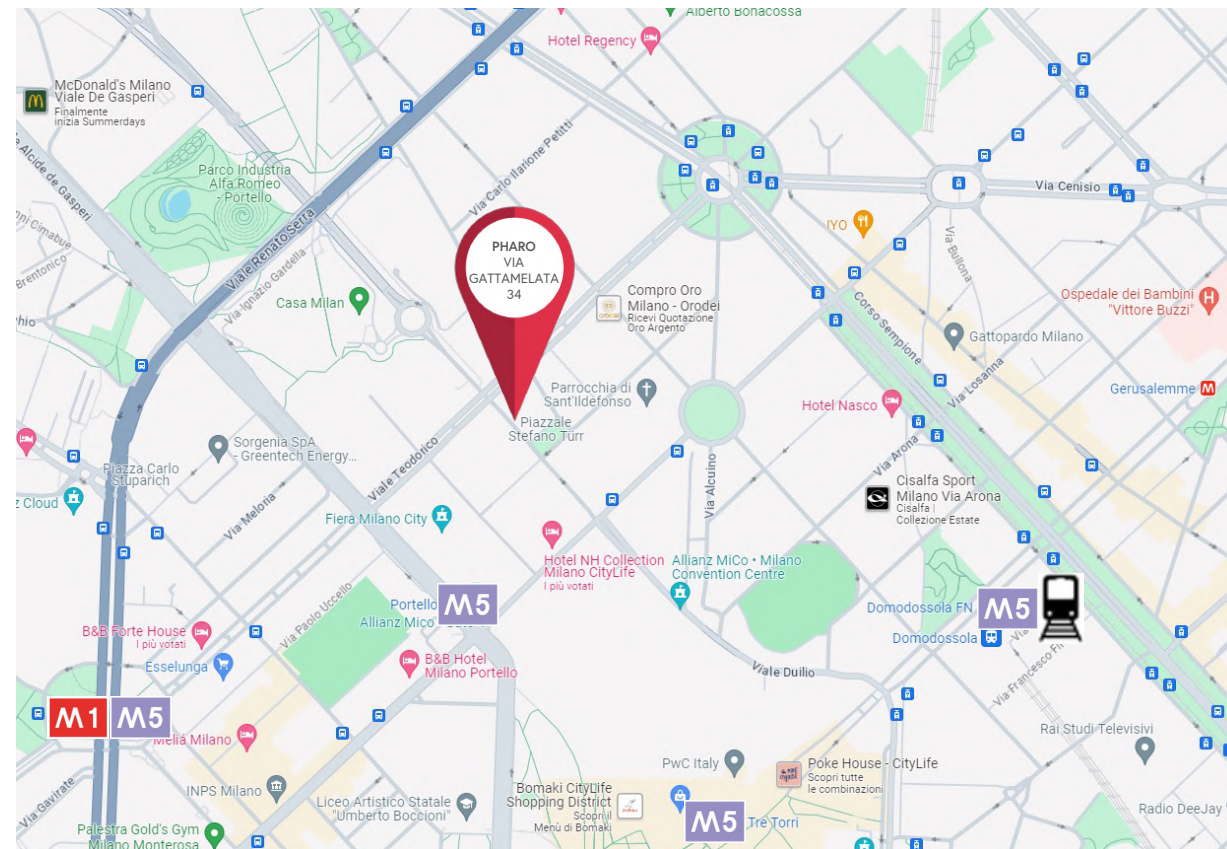 Alberto Bonacossa
Hotel Regency
McDonald's Milano
Viale De Gasperi
Finalmente
inizia Summerdays
Alcide de Gasperi
Parco Industria
Alfa Romeo
- Portello
Via Carlo Ilarione Petitti
Via Cenisio
Viale Renato Serra
Via Ignazio Gardella
IYO
Via Bullona
PHARO
VIA
GATTAMELATA
34
Casa Milan
Compro Oro
Milano - Orodei
Ricevi Quotazione
Oro Argento
Corso Sempione
Ospedale dei Bambini
"Vittore Buzzi"
H
Gattopardo Milano
Via Losanna
Gerusalemme M
Parrocchia di
Sant'Ildefonso
Hotel Nasco
Piazzale
Stefano Türr
Sorgenia SpA
- Greentech Energy...
Viale Teodorico
Via Arona
Piazza Carlo
Stuparich
Via Alcuino
Cisalfa Sport
Milano Via Arona
Cisalfa |
Collezione Estate
Cloud
Via Meloria
Fiera Milano City
Hotel NH Collection
Milano CityLife
I più votati
Allianz MiCo • Milano
Convention Centre
Via Paolo Uccello
Portello
Allianz Mico
M5
Domodossola FN
M5
Domodossola
B&B Forte House
I più votati
Esselunga
B&B Hotel
Milano Portello
Viale Duilio
Via Francesco
M1
M5
Meliá Milano
Rai Studi Televisivi
PwC Italy
Poke House - CityLife
Scopri tutte
le combinazioni
INPS Milano
Liceo Artistico Statale
"Umberto Boccioni"
Bomaki CityLife
Shopping District
Scopri il
Menù di Bomaki
M5
Tre Torri
Via Gavirate
Radio DeeJay
Palestra Gold's Gym
Milano Monterosa